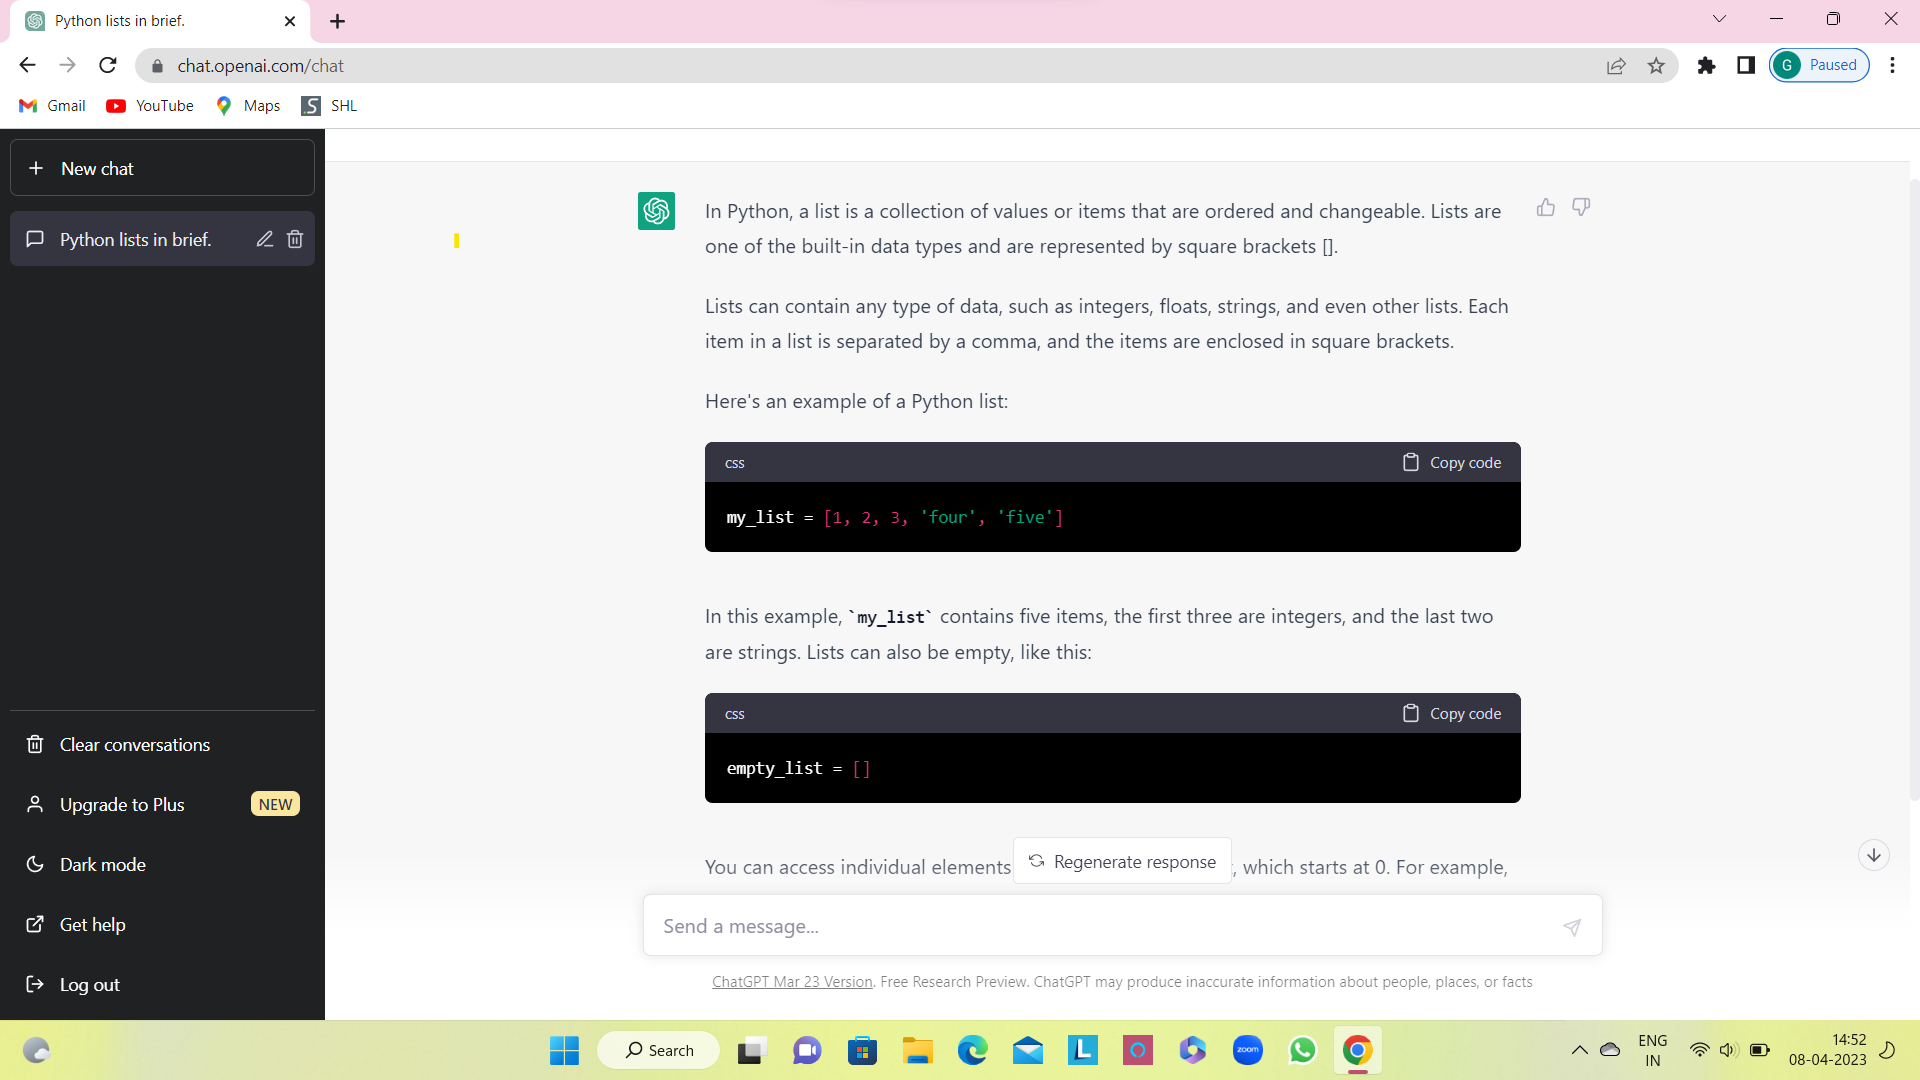 Python lists in brief.
chat.openai.com/chat
G Paused
Gmail YouTube Maps SHL
New chat
Python lists in brief.
In Python, a list is a collection of values or items that are ordered and changeable. Lists are
one of the built-in data types and are represented by square brackets [].
Lists can contain any type of data, such as integers, floats, strings, and even other lists. Each
item in a list is separated by a comma, and the items are enclosed in square brackets.
Here's an example of a Python list:
css Copy code
my_list = [1, 2, 3, 'four', 'five']
In this example, `my_list` contains five items, the first three are integers, and the last two
are strings. Lists can also be empty, like this:
css Copy code
empty_list = []
You can access individual elements
Regenerate response
, which starts at 0. For example,
Clear conversations
Upgrade to Plus NEW
Dark mode
Get help
Log out
Send a message...
ChatGPT Mar 23 Version. Free Research Preview. ChatGPT may produce inaccurate information about people, places, or facts
Search
L
zoom
ENG
IN
14:52
08-04-2023